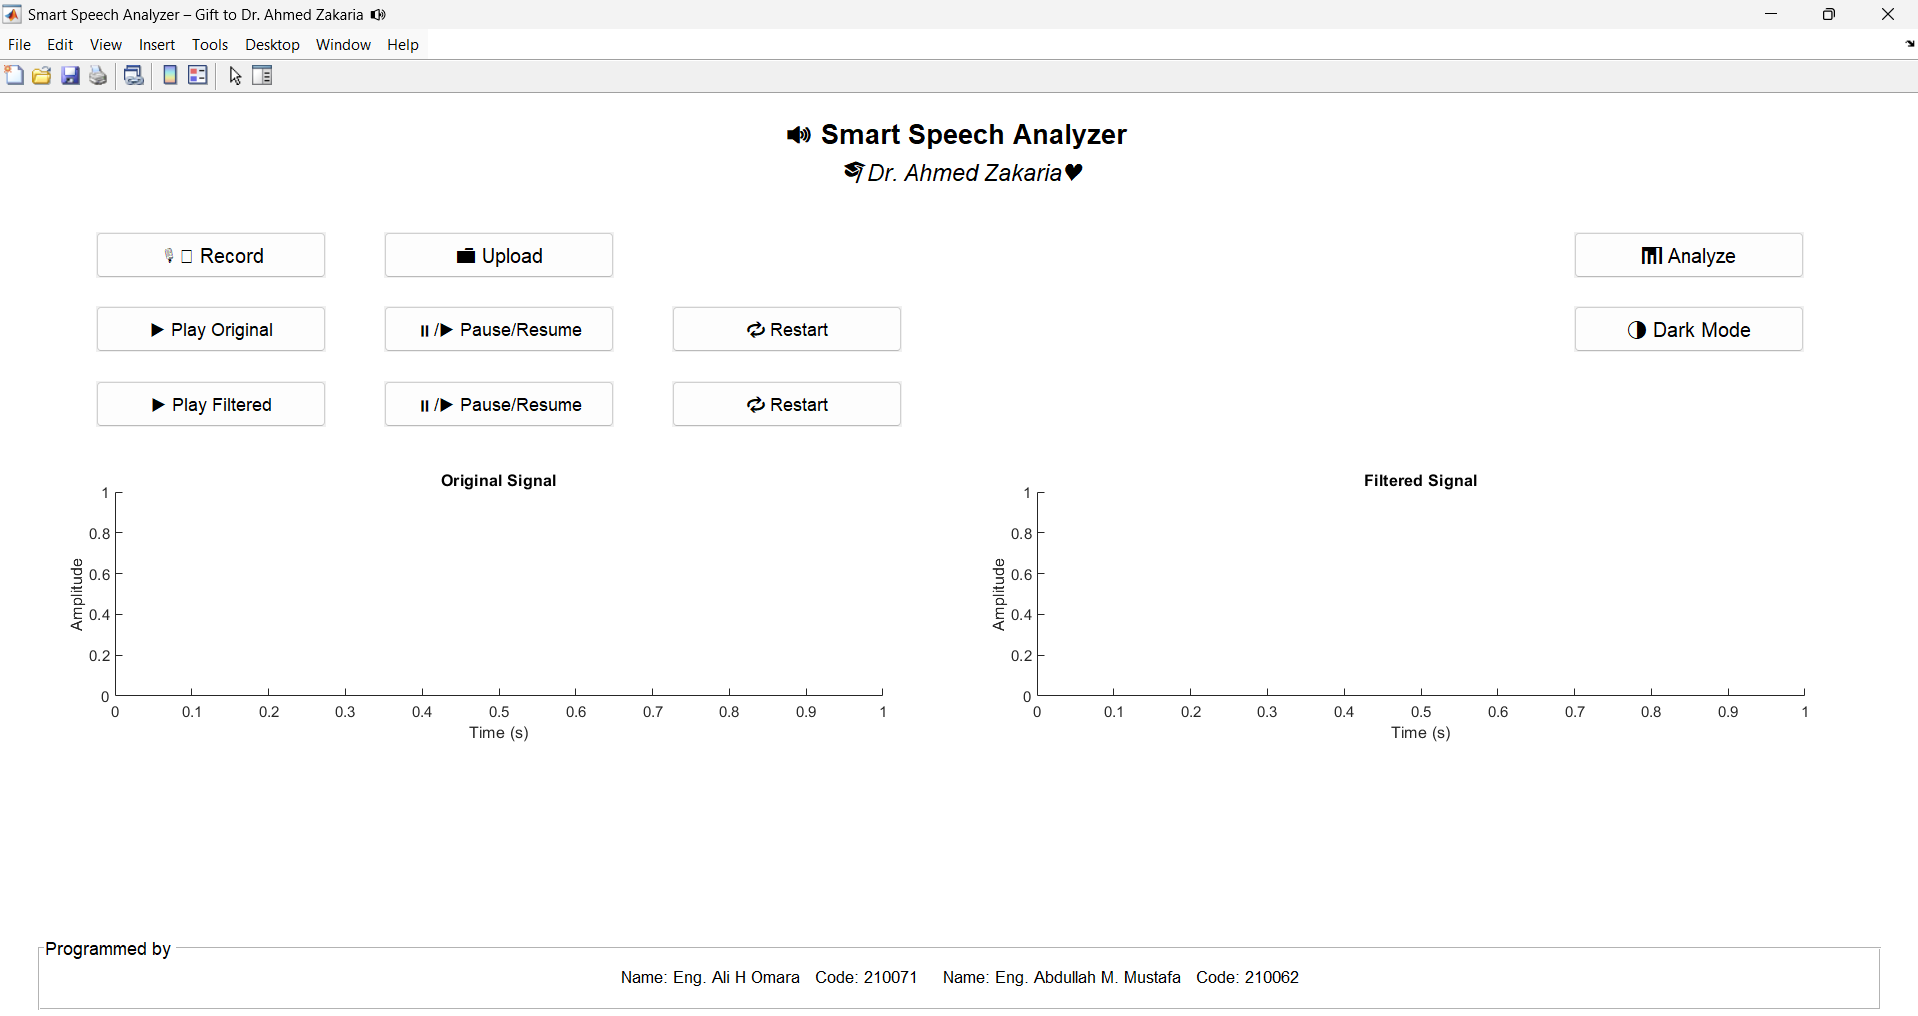 Smart Speech Analyzer – Gift to Dr. Ahmed Zakaria 🔊
File Edit View Insert Tools Desktop Window Help
🔊 Smart Speech Analyzer
🎓 Dr. Ahmed Zakaria♥
🎙□ Record
📁 Upload
📊 Analyze
▶ Play Original
⏸/▶ Pause/Resume
🔁 Restart
🌓 Dark Mode
▶ Play Filtered
⏸/▶ Pause/Resume
🔁 Restart
Original Signal
Amplitude
1
0.8
0.6
0.4
0.2
0
0 0.1 0.2 0.3 0.4 0.5 0.6 0.7 0.8 0.9 1
Time (s)
Filtered Signal
Amplitude
1
0.8
0.6
0.4
0.2
0
0 0.1 0.2 0.3 0.4 0.5 0.6 0.7 0.8 0.9 1
Time (s)
Programmed by
Name: Eng. Ali H Omara Code: 210071 Name: Eng. Abdullah M. Mustafa Code: 210062